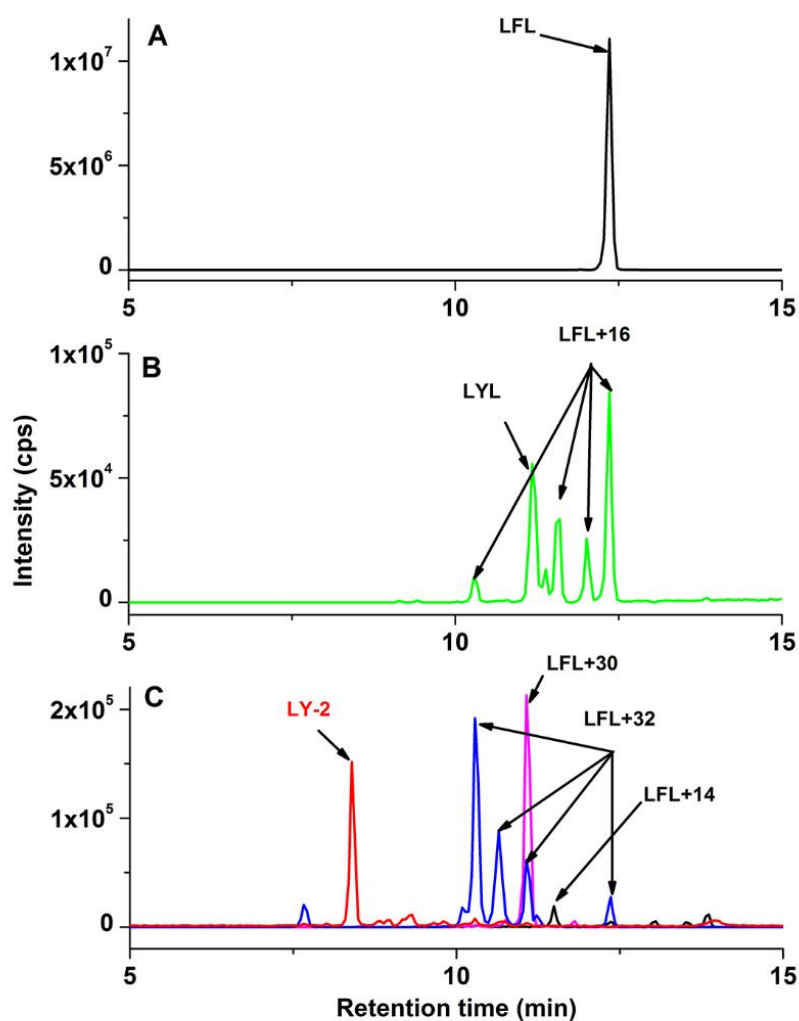 A
LFL
1x10⁷
5x10⁶
0
5 10 15
B
LFL+16
1x10⁵
LYL
5x10⁴
0
5 10 15
Intensity (cps)
C
LFL+30
2x10⁵
LY-2
LFL+32
LFL+14
1x10⁵
0
5 10 15
Retention time (min)